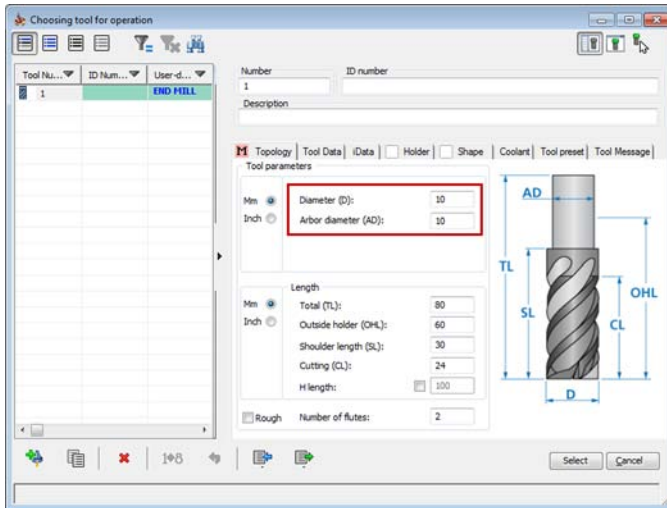 Choosing tool for operation
Tool Nu... ID Num... User-d...
1 END MILL
Number ID number
1
Description
M Topology Tool Data iData Holder Shape Coolant Tool preset Tool Message
Tool parameters
Mm Diameter (D): 10
Inch Arbor diameter (AD): 10
Length
Mm Total (TL): 80
Inch Outside holder (OHL): 60
Shoulder length (SL): 30
Cutting (CL): 24
H length: 100
Rough Number of flutes: 2
AD
TL
OHL
SL
CL
D
Select Cancel